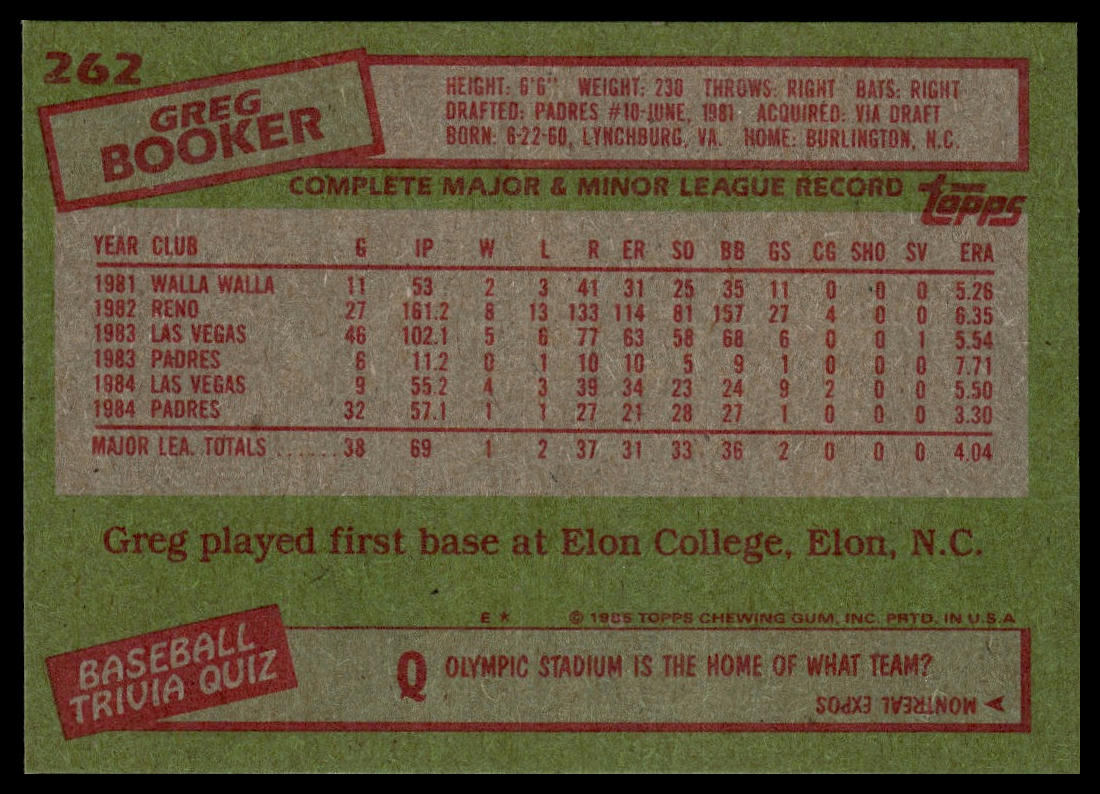 262
GREG
BOOKER
HEIGHT: 6'6" WEIGHT: 230 THROWS: RIGHT BATS: RIGHT
DRAFTED: PADRES #10-JUNE, 1981 ACQUIRED: VIA DRAFT
BORN: 6-22-60, LYNCHBURG, VA. HOME: BURLINGTON, N.C.
COMPLETE MAJOR & MINOR LEAGUE RECORD
topps
YEAR CLUB G IP W L R ER SO BB GS CG SHO SV ERA
1981 WALLA WALLA 11 53 2 3 41 31 25 35 11 0 0 0 5.26
1982 RENO 27 161.2 8 13 133 114 81 157 27 4 0 0 6.35
1983 LAS VEGAS 46 102.1 5 6 77 63 58 68 6 0 0 1 5.54
1983 PADRES 6 11.2 0 1 10 10 5 9 1 0 0 0 7.71
1984 LAS VEGAS 9 55.2 4 3 39 34 23 24 9 2 0 0 5.50
1984 PADRES 32 57.1 1 1 27 21 28 27 1 0 0 0 3.30
MAJOR LEA. TOTALS ...... 38 69 1 2 37 31 33 36 2 0 0 0 4.04
Greg played first base at Elon College, Elon, N.C.
E * © 1985 TOPPS CHEWING GUM, INC. PRTD. IN U.S.A
BASEBALL
TRIVIA QUIZ
Q OLYMPIC STADIUM IS THE HOME OF WHAT TEAM?
A MONTREAL EXPOS